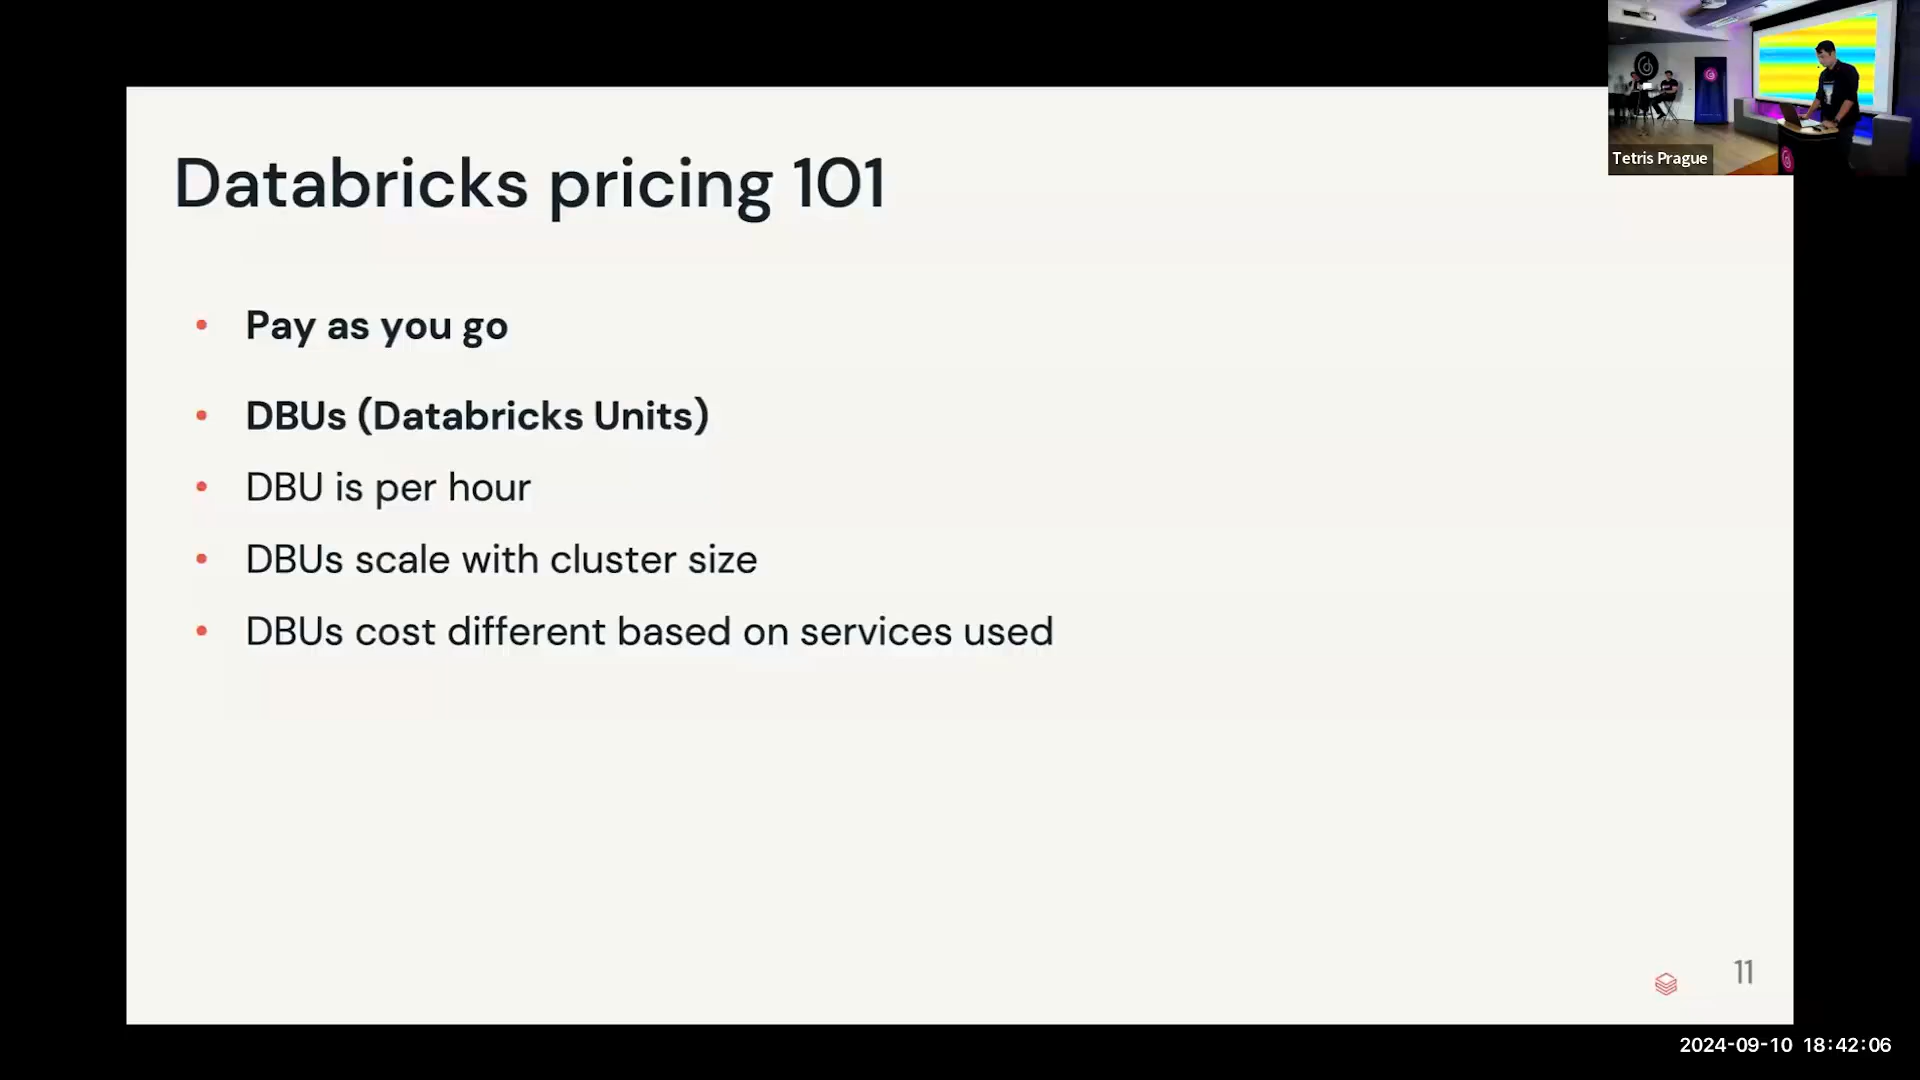 Databricks pricing 101
• Pay as you go
• DBUs (Databricks Units)
• DBU is per hour
• DBUs scale with cluster size
• DBUs cost different based on services used
11
Tetris Prague
2024-09-10 18:42:06